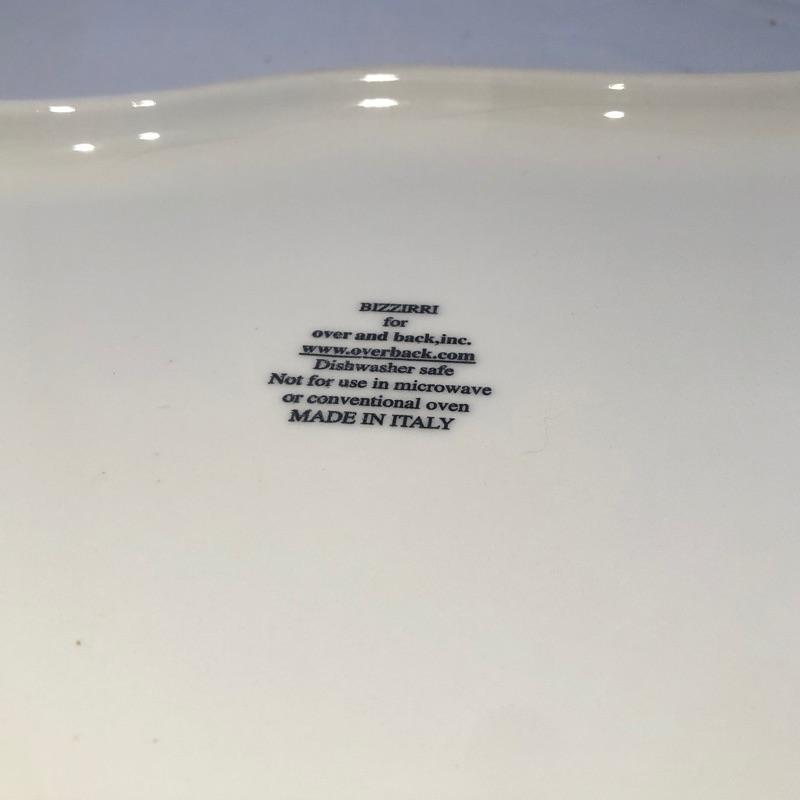 BIZZIRRI
for
over and back,inc.
www.overback.com
Dishwasher safe
Not for use in microwave
or conventional oven
MADE IN ITALY